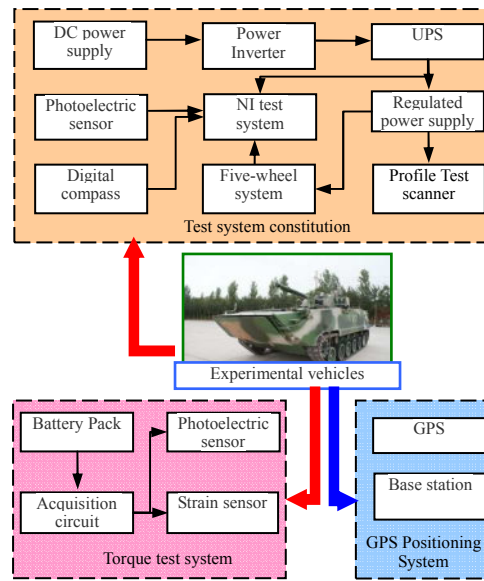 DC power
supply
Power
Inverter
UPS
Photoelectric
sensor
NI test
system
Regulated
power supply
Digital
compass
Five-wheel
system
Profile Test
scanner
Test system constitution
Experimental vehicles
Battery Pack
Photoelectric
sensor
Acquisition
circuit
Strain sensor
Torque test system
GPS
Base station
GPS Positioning
System